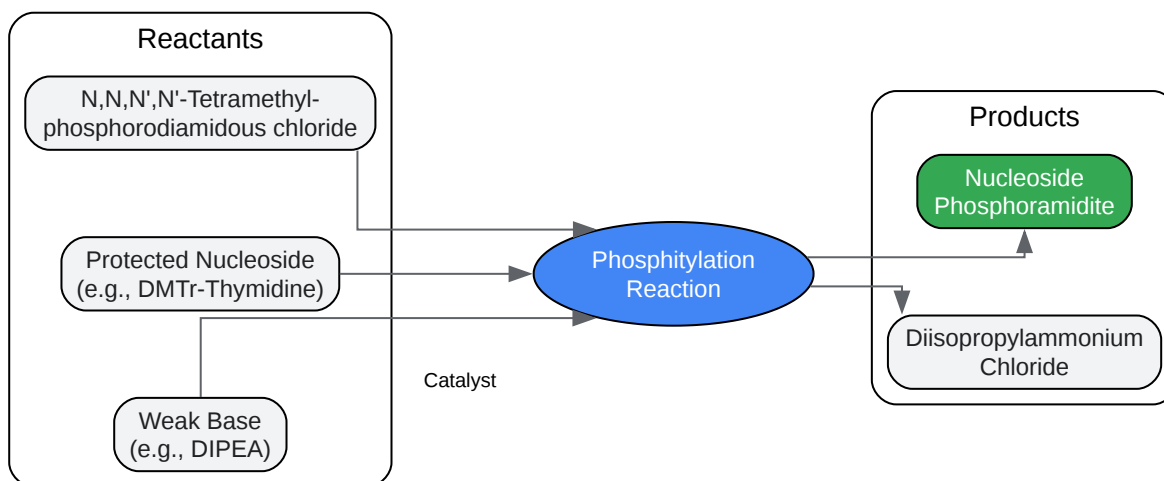 Reactants
N,N,N',N'-Tetramethyl-
phosphorodiamidous chloride
Protected Nucleoside
(e.g., DMTr-Thymidine)
Weak Base
(e.g., DIPEA)
Catalyst
Phosphitylation
Reaction
Products
Nucleoside
Phosphoramidite
Diisopropylammonium
Chloride